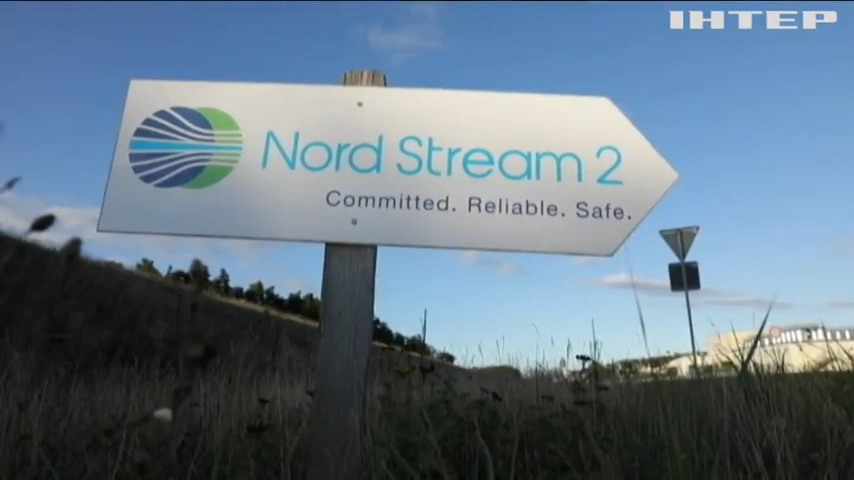 ІНТЕР
Nord Stream 2
Committed. Reliable. Safe.